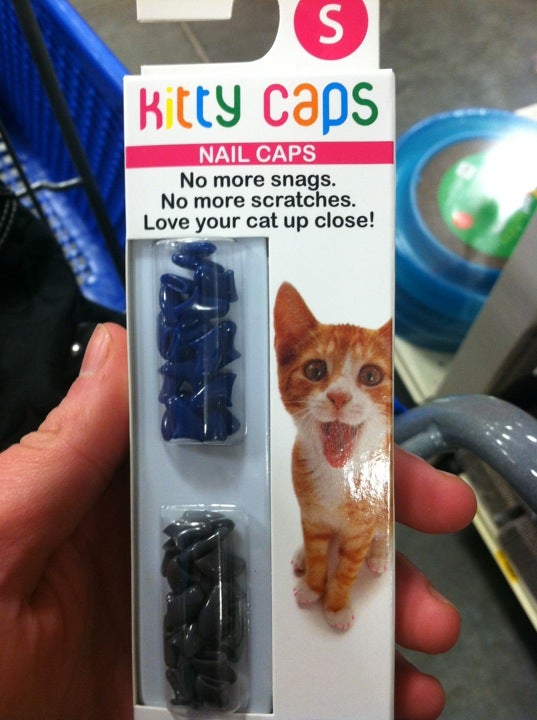 S
Kitty Caps
NAIL CAPS
No more snags.
No more scratches.
Love your cat up close!